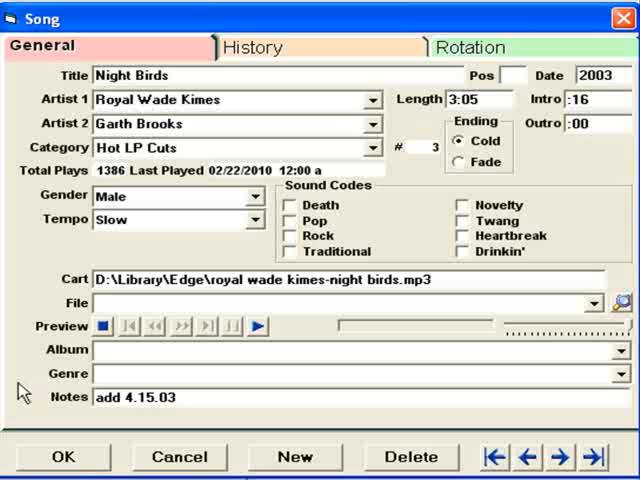 Song
General History Rotation
Title Night Birds Pos Date 2003
Artist 1 Royal Wade Kimes Length 3:05 Intro :16
Artist 2 Garth Brooks Ending Outro :00
Category Hot LP Cuts # 3 Cold
Fade
Total Plays 1386 Last Played 02/22/2010 12:00 a
Gender Male Sound Codes
Tempo Slow
Death Novelty
Pop Twang
Rock Heartbreak
Traditional Drinkin'
Cart D:\Library\Edge\royal wade kimes-night birds.mp3
File
Preview
Album
Genre
Notes add 4.15.03
OK Cancel New Delete